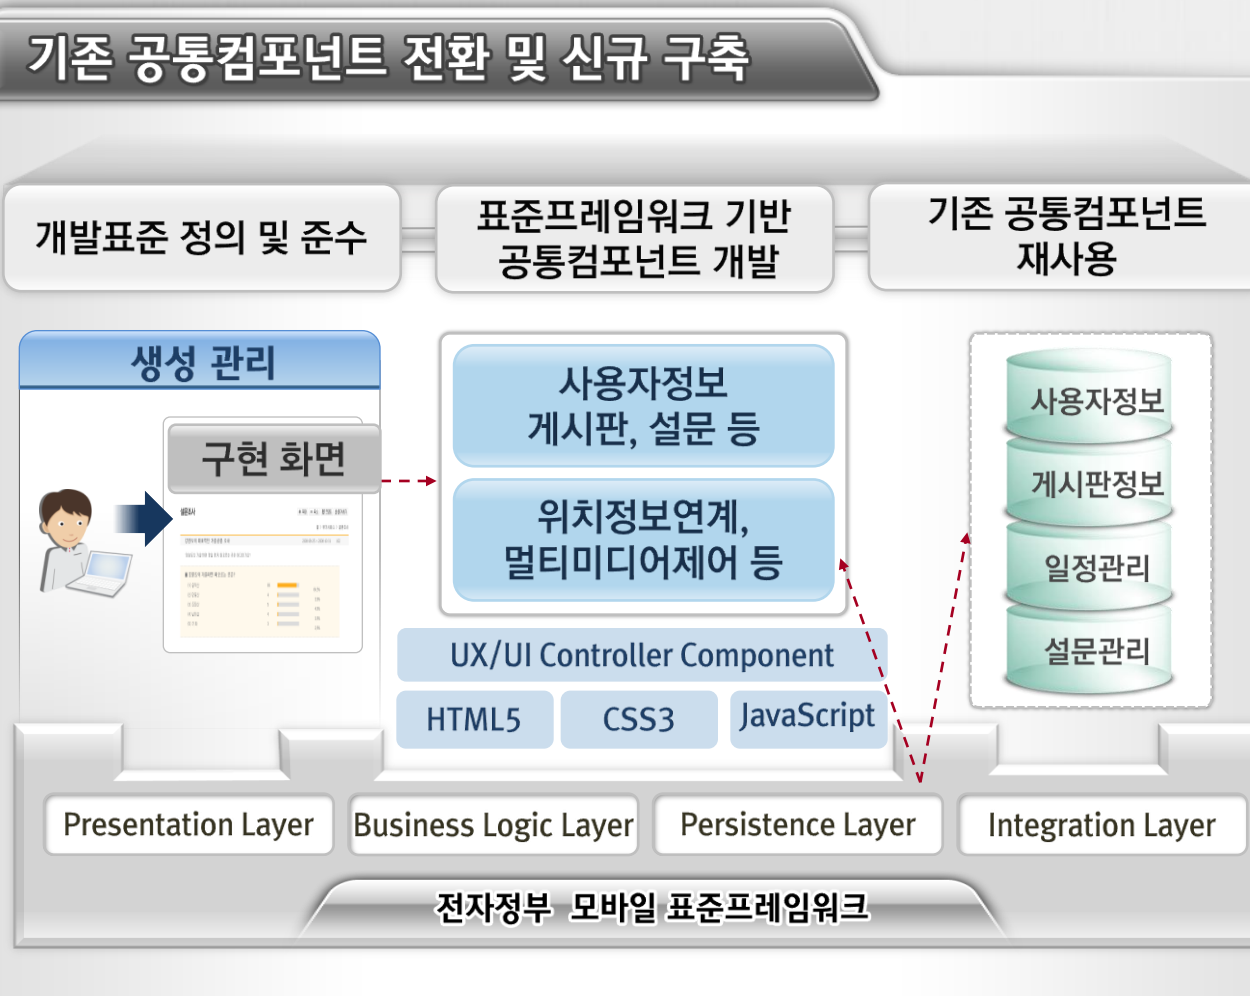 기존 공통컴포넌트 전환 및 신규 구축
개발표준 정의 및 준수
표준프레임워크 기반
공통컴포넌트 개발
기존 공통컴포넌트
재사용
생성 관리
구현 화면
설문조사
사용자정보
게시판, 설문 등
위치정보연계,
멀티미디어제어 등
사용자정보
게시판정보
일정관리
설문관리
UX/UI Controller Component
HTML5
CSS3
JavaScript
Presentation Layer
Business Logic Layer
Persistence Layer
Integration Layer
전자정부 모바일 표준프레임워크